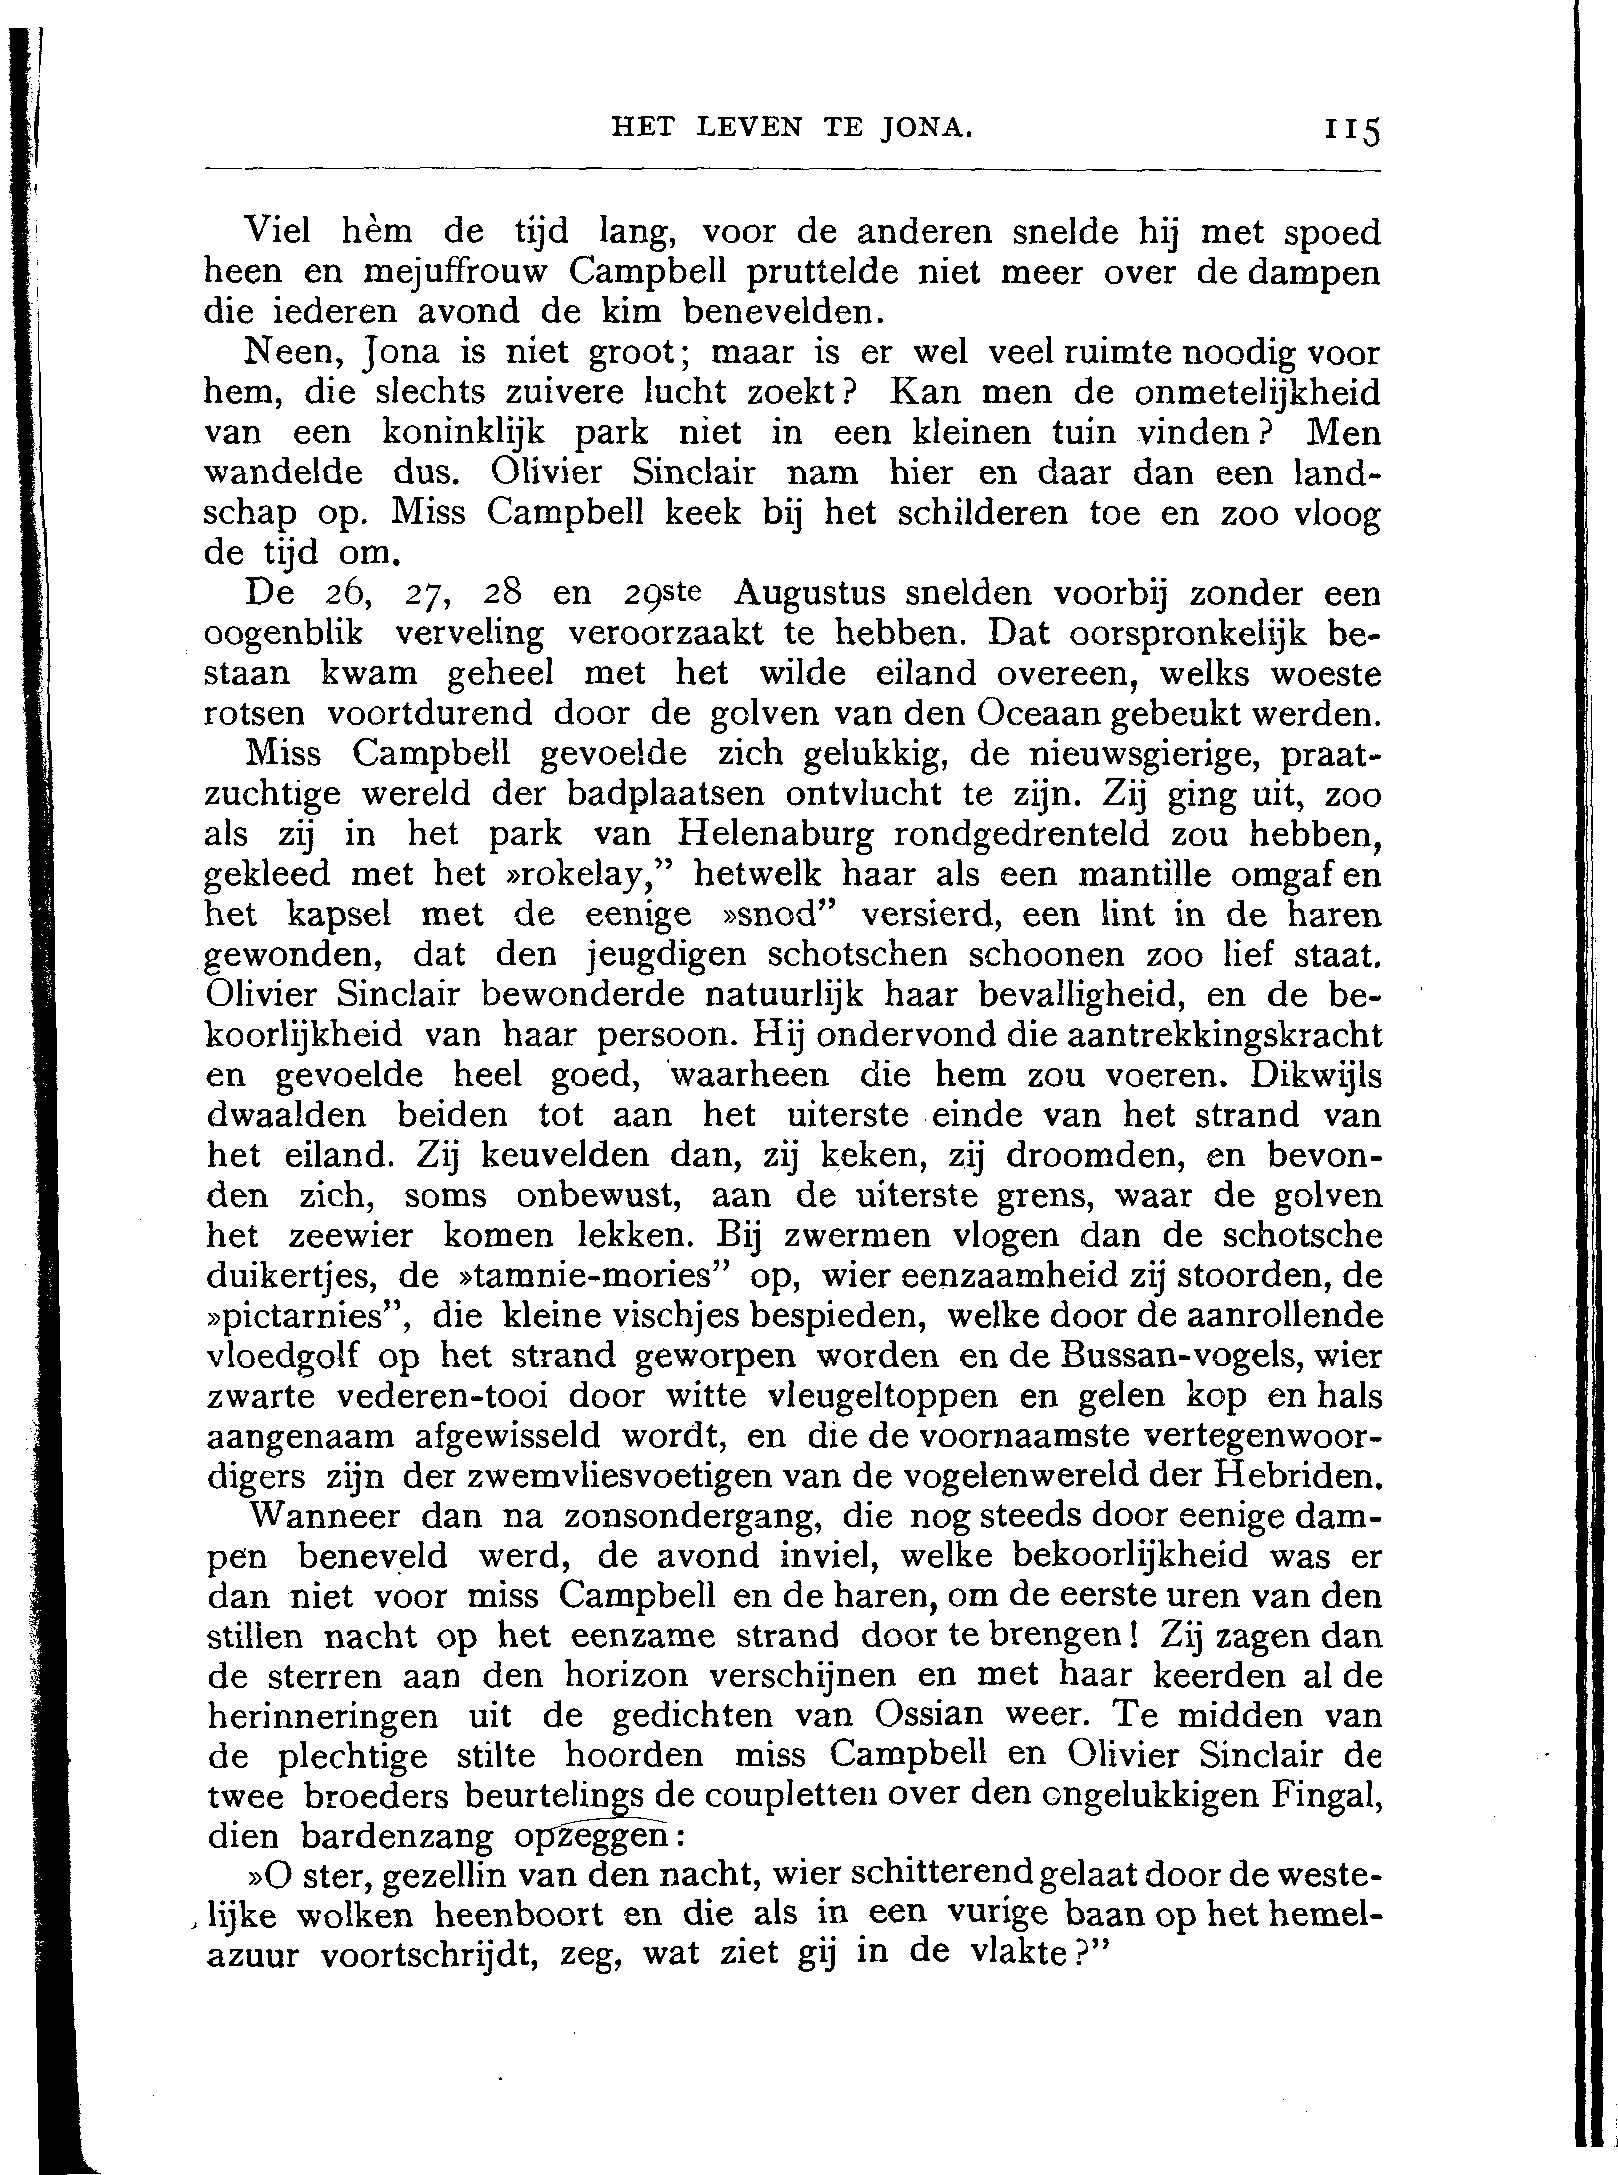 HET LEVEN TE JONA. 115
Viel hèm de tijd lang, voor de anderen snelde hij met spoed
heen en mejuffrouw Campbell pruttelde niet meer over de dampen
die iederen avond de kim benevelden.
Neen, Jona is niet groot; maar is er wel veel ruimte noodig voor
hem, die slechts zuivere lucht zoekt? Kan men de onmetelijkheid
van een koninklijk park niet in een kleinen tuin vinden? Men
wandelde dus. Olivier Sinclair nam hier en daar dan een land-
schap op. Miss Campbell keek bij het schilderen toe en zoo vloog
de tijd om.
De 26, 27, 28 en 29ste Augustus snelden voorbij zonder een
oogenblik verveling veroorzaakt te hebben. Dat oorspronkelijk be-
staan kwam geheel met het wilde eiland overeen, welks woeste
rotsen voortdurend door de golven van den Oceaan gebeukt werden.
Miss Campbell gevoelde zich gelukkig, de nieuwsgierige, praat-
zuchtige wereld der badplaatsen ontvlucht te zijn. Zij ging uit, zoo
als zij in het park van Helenaburg rondgedrenteld zou hebben,
gekleed met het »rokelay,” hetwelk haar als een mantille omgaf en
het kapsel met de eenige »snod” versierd, een lint in de haren
gewonden, dat den jeugdigen schotschen schoonen zoo lief staat.
Olivier Sinclair bewonderde natuurlijk haar bevalligheid, en de be-
koorlijkheid van haar persoon. Hij ondervond die aantrekkingskracht
en gevoelde heel goed, waarheen die hem zou voeren. Dikwijls
dwaalden beiden tot aan het uiterste einde van het strand van
het eiland. Zij keuvelden dan, zij keken, zij droomden, en bevon-
den zich, soms onbewust, aan de uiterste grens, waar de golven
het zeewier komen lekken. Bij zwermen vlogen dan de schotsche
duikertjes, de »tamnie-mories” op, wier eenzaamheid zij stoorden, de
»pictarnies”, die kleine vischjes bespieden, welke door de aanrollende
vloedgolf op het strand geworpen worden en de Bussan-vogels, wier
zwarte vederen-tooi door witte vleugeltoppen en gelen kop en hals
aangenaam afgewisseld wordt, en die de voornaamste vertegenwoor-
digers zijn der zwemvliesvoetigen van de vogelenwereld der Hebriden.
Wanneer dan na zonsondergang, die nog steeds door eenige dam-
pen beneveld werd, de avond inviel, welke bekoorlijkheid was er
dan niet voor miss Campbell en de haren, om de eerste uren van den
stillen nacht op het eenzame strand door te brengen! Zij zagen dan
de sterren aan den horizon verschijnen en met haar keerden al de
herinneringen uit de gedichten van Ossian weer. Te midden van
de plechtige stilte hoorden miss Campbell en Olivier Sinclair de
twee broeders beurtelings de coupletten over den ongelukkigen Fingal,
dien bardenzang opzeggen:
»O ster, gezellin van den nacht, wier schitterend gelaat door de weste-
lijke wolken heenboort en die als in een vurige baan op het hemel-
azuur voortschrijdt, zeg, wat ziet gij in de vlakte?”